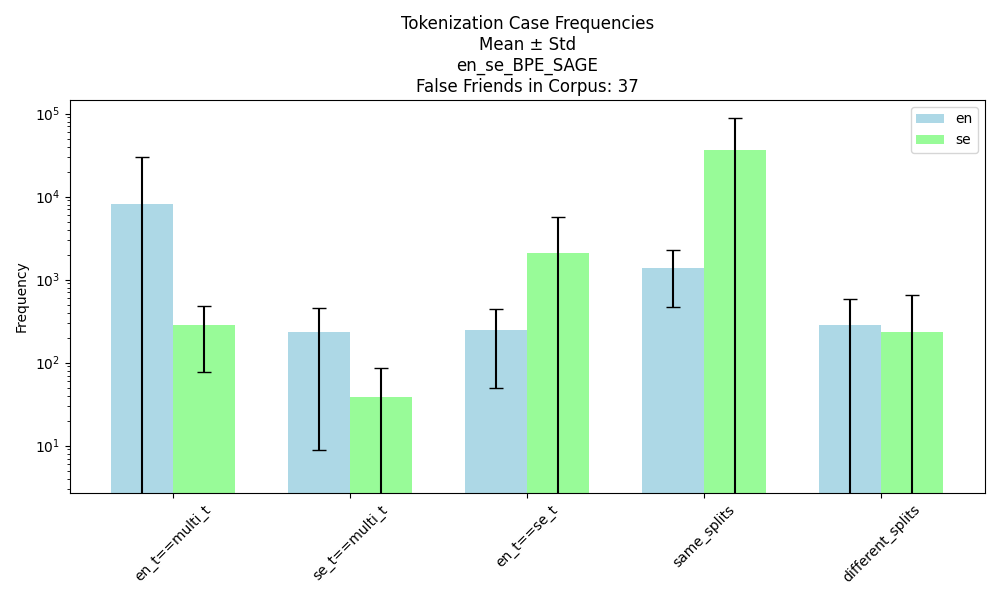 Tokenization Case Frequencies
Mean ± Std
en_se_BPE_SAGE
False Friends in Corpus: 37
en
se
Frequency
10^5
10^4
10^3
10^2
10^1
en_t==multi_t
se_t==multi_t
en_t==se_t
same_splits
different_splits